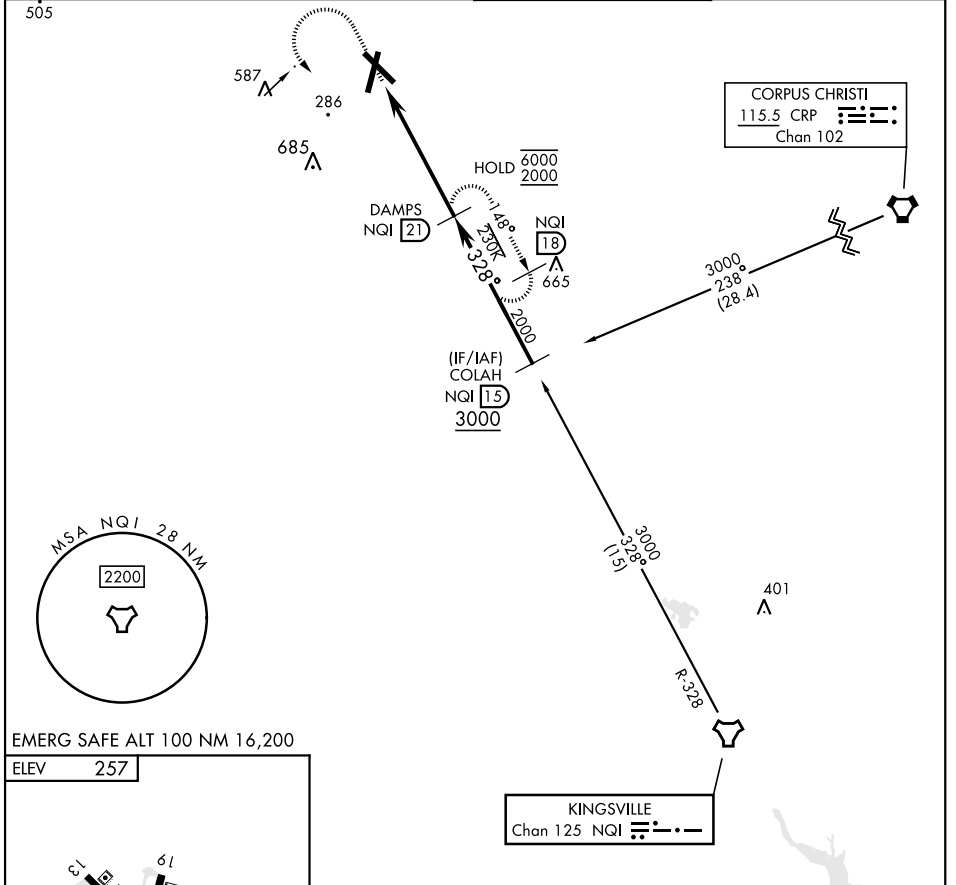 505
587
286
685
HOLD 6000
2000
DAMPS
NQI 21
148°
230K
NQI
18
665
328°
2000
(IF/IAF)
COLAH
NQI 15
3000
CORPUS CHRISTI
115.5 CRP
Chan 102
3000
238°
(28.4)
3000
328°
(15)
401
R-328
MSA NQI 28 NM
2200
EMERG SAFE ALT 100 NM 16,200
ELEV 257
KINGSVILLE
Chan 125 NQI
13
19